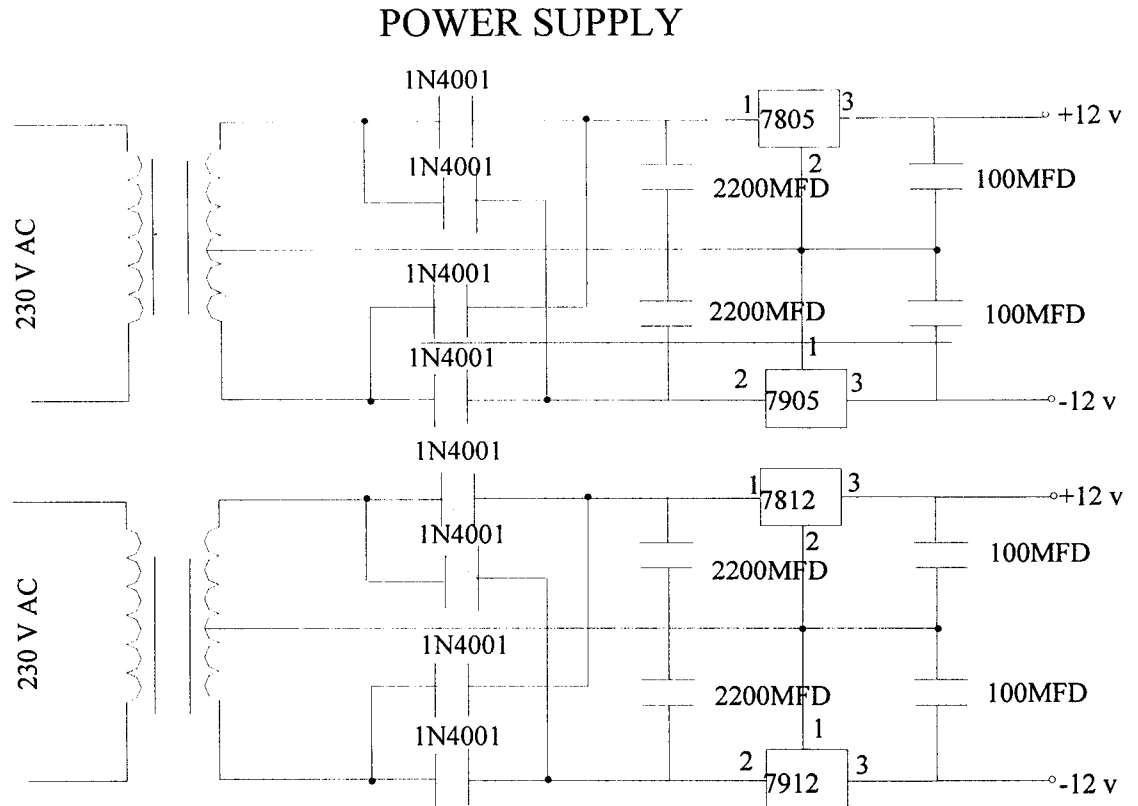 POWER SUPPLY
1N4001
1 7805 3 +12 v
1N4001
2
2200MFD 100MFD
230 V AC
1N4001
2200MFD 100MFD
1N4001
1
2 7905 3 -12 v
1N4001
1 7812 3 +12 v
1N4001
2
2200MFD 100MFD
230 V AC
1N4001
2200MFD 100MFD
1N4001
1
2 7912 3 -12 v